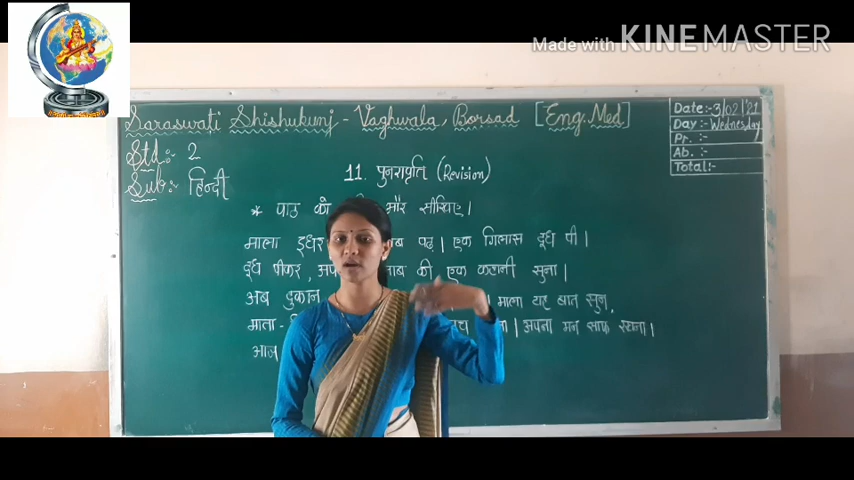 Made with KINEMASTER
Saraswati Shishukunj - Vaghwala, Borsad [Eng. Med]
Date:- 3/02/'21
Day:- Wednesday
Pr.:-
Ab.:-
Total:-
Std:- 2
Sub:- हिन्दी
11. पुनरावृति (Revision)
* पाठ को और सीखिए।
माला इधर पढ़। एक गिलास दूध पी।
दूध पीकर, की एक कहानी सुना।
अब दुकान माला यह बात सुन,
माता- अपना मन साफ रखना।
आज